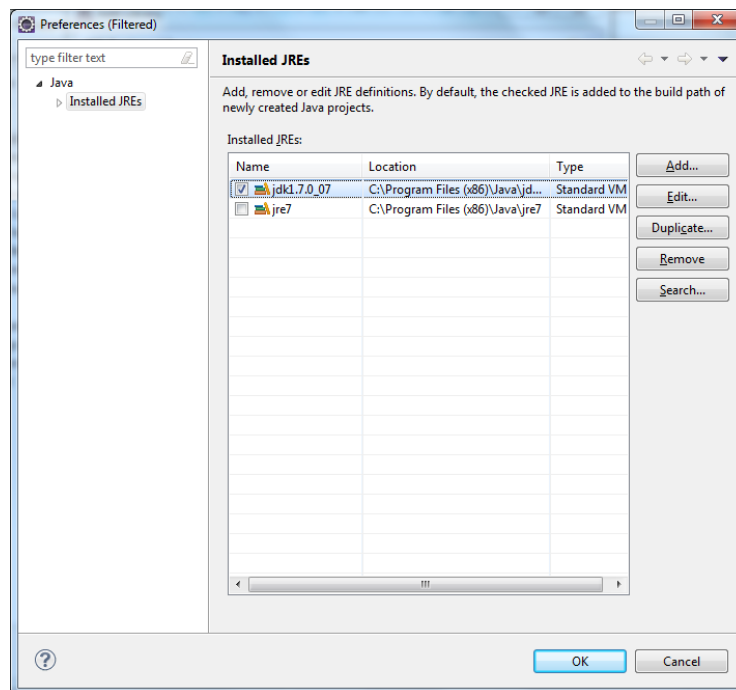 Preferences (Filtered)
type filter text
Java
Installed JREs
Installed JREs
Add, remove or edit JRE definitions. By default, the checked JRE is added to the build path of
newly created Java projects.
Installed JREs:
Name Location Type
jdk1.7.0_07 C:\Program Files (x86)\Java\jd... Standard VM
jre7 C:\Program Files (x86)\Java\jre7 Standard VM
Add...
Edit...
Duplicate...
Remove
Search...
OK Cancel